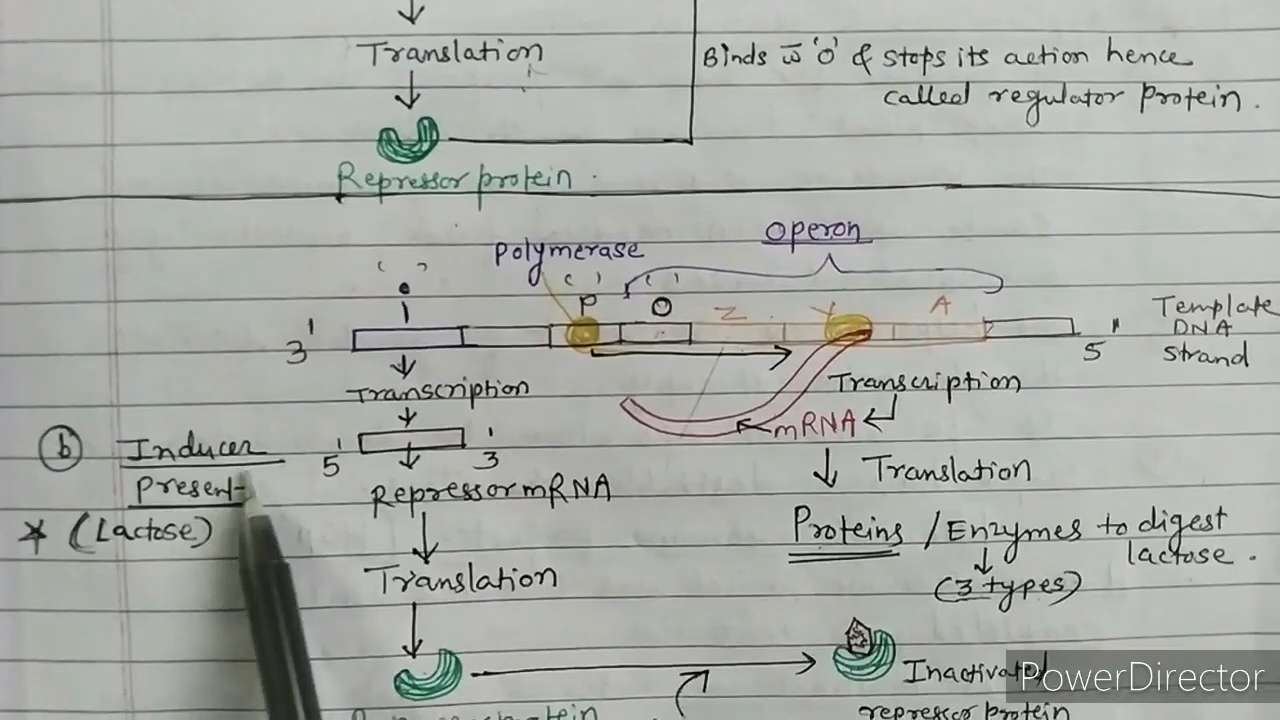 Translation
Binds w̄ 'O' & stops its action hence
called regulator protein.
Repressor protein.
Operon
Polymerase
i P O Z Y A
3' 5'
Template
DNA
strand
Transcription
Transcription
mRNA
(b) Inducer
Present
* (Lactose)
5' 3'
Repressor mRNA
Translation
Translation
Proteins / Enzymes to digest
lactose.
(3 types)
Inactivated
repressor protein
PowerDirector